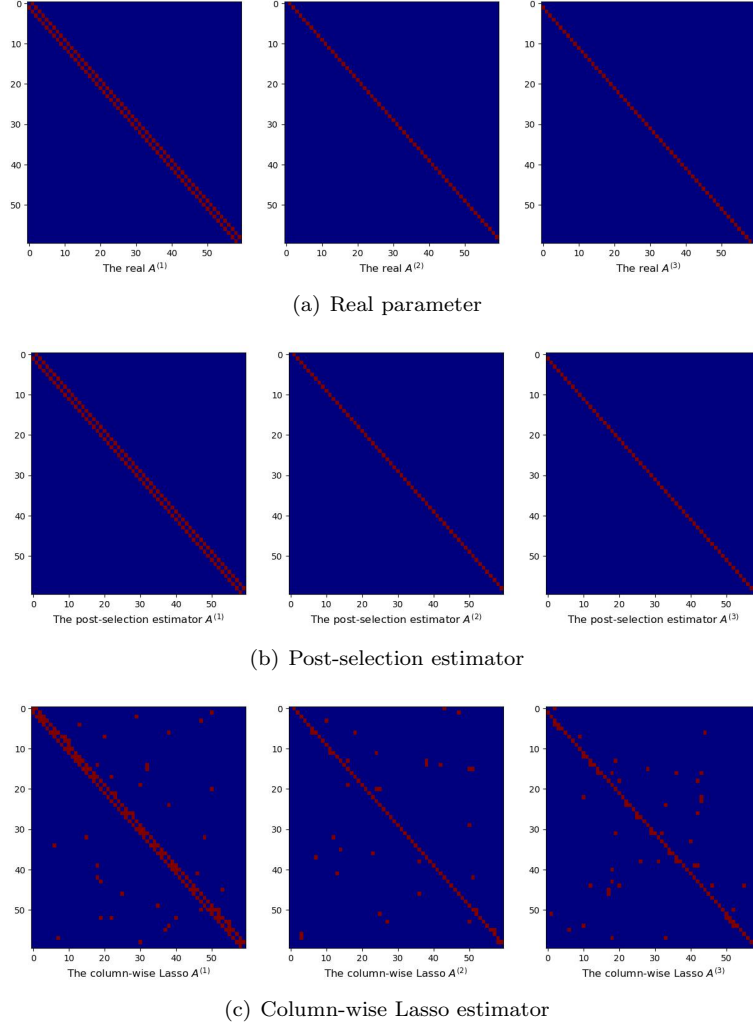 0
10
20
30
40
50
0 10 20 30 40 50
The real A^(1)
0
10
20
30
40
50
0 10 20 30 40 50
The real A^(2)
0
10
20
30
40
50
0 10 20 30 40 50
The real A^(3)
(a) Real parameter
0
10
20
30
40
50
0 10 20 30 40 50
The post-selection estimator A^(1)
0
10
20
30
40
50
0 10 20 30 40 50
The post-selection estimator A^(2)
0
10
20
30
40
50
0 10 20 30 40 50
The post-selection estimator A^(3)
(b) Post-selection estimator
0
10
20
30
40
50
0 10 20 30 40 50
The column-wise Lasso A^(1)
0
10
20
30
40
50
0 10 20 30 40 50
The column-wise Lasso A^(2)
0
10
20
30
40
50
0 10 20 30 40 50
The column-wise Lasso A^(3)
(c) Column-wise Lasso estimator